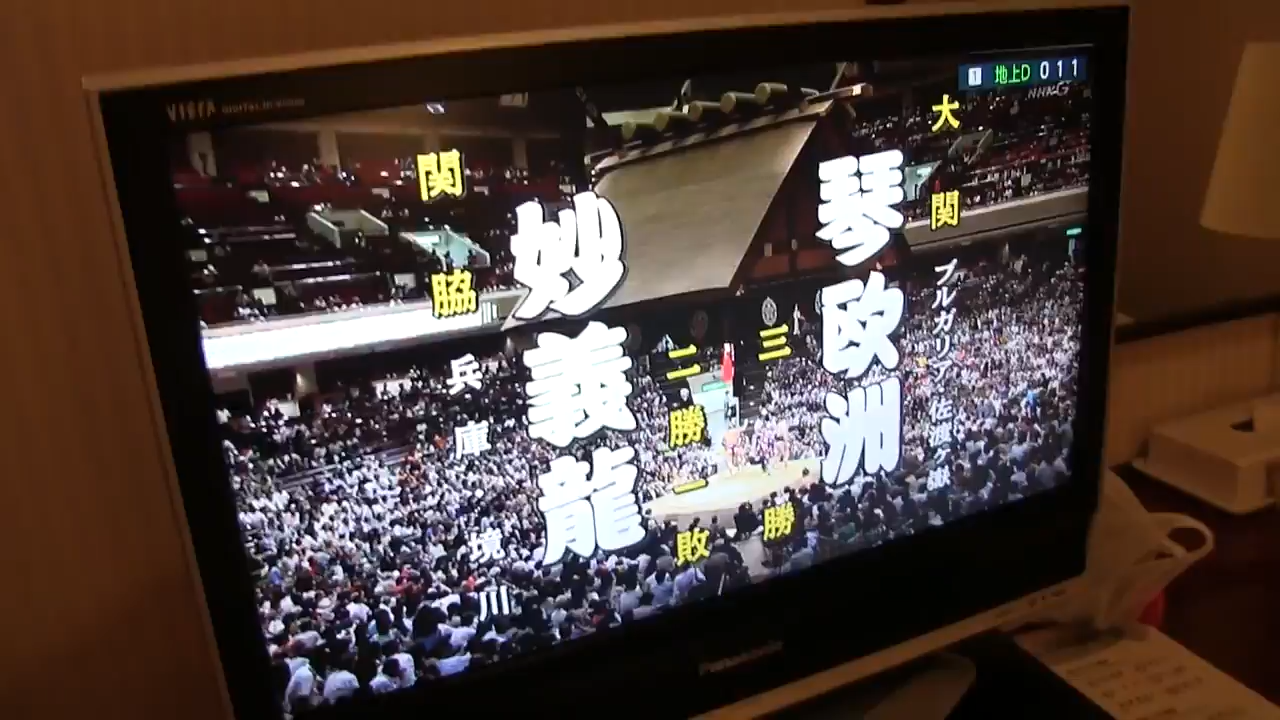 VIERA
1 地上D 011
NHKG
大関
琴欧洲
ブルガリア 佐渡ケ嶽
三勝
関脇
妙義龍
兵庫 境川
二勝一敗
Panasonic